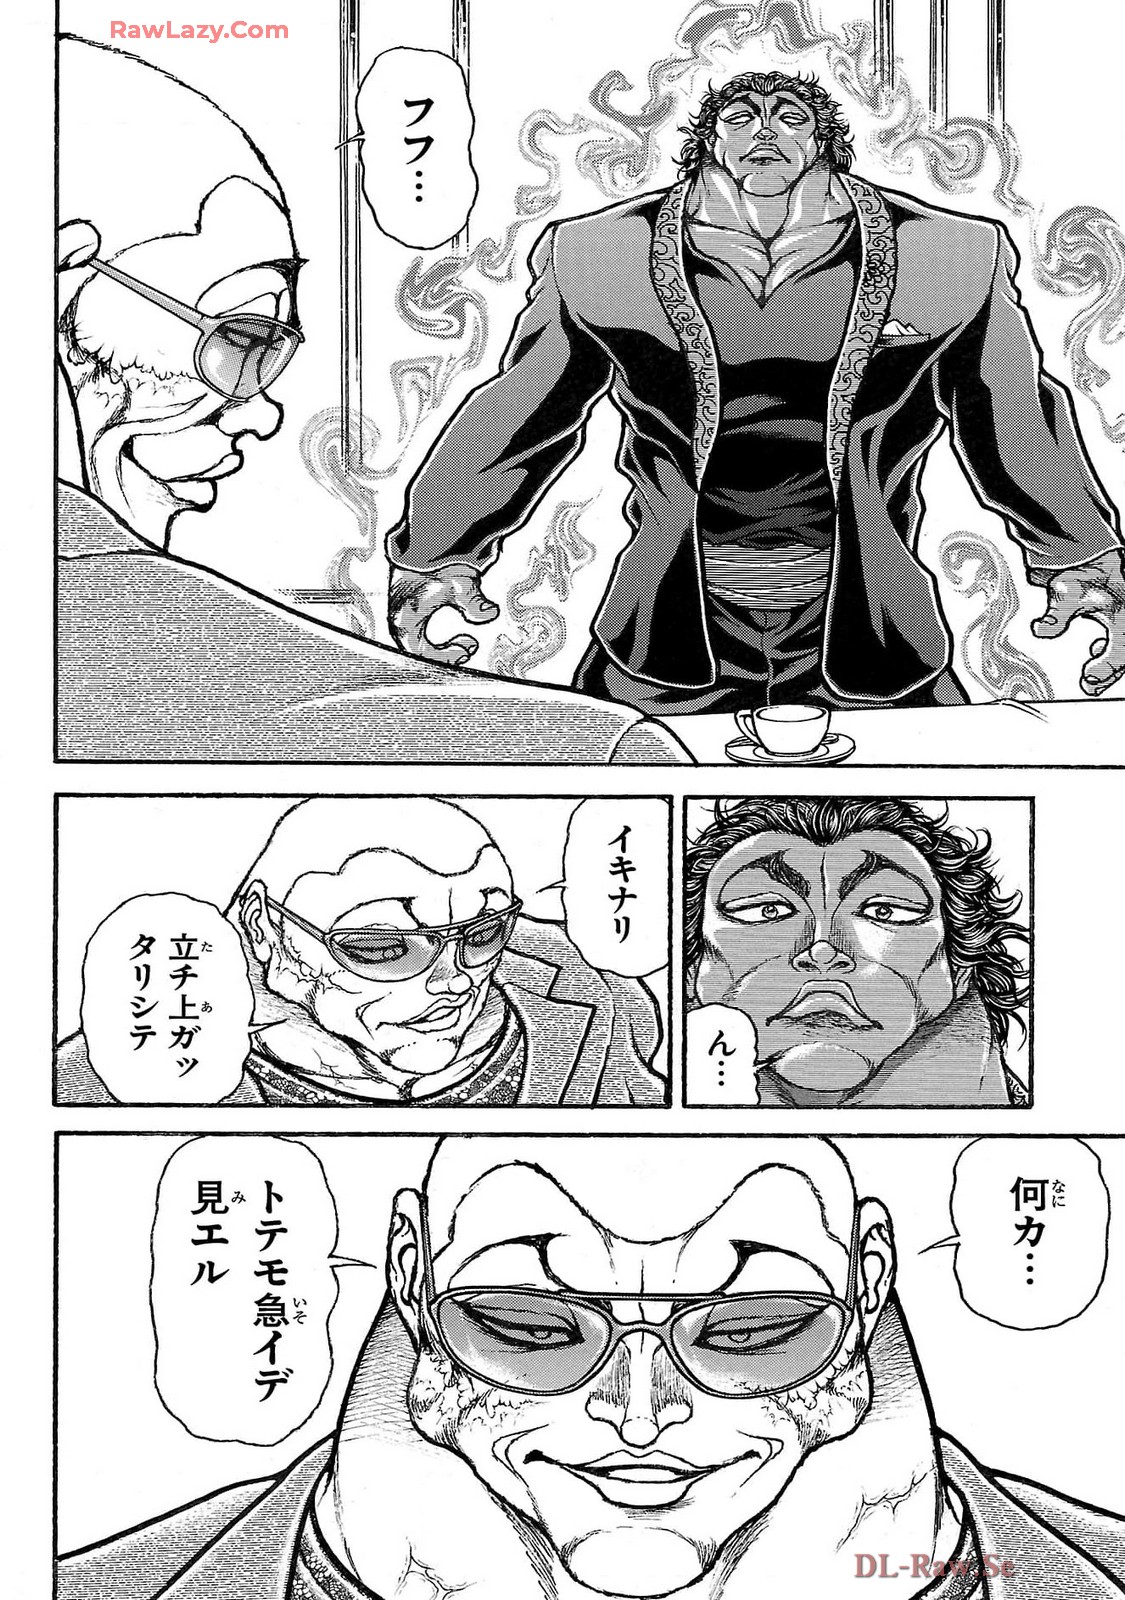 RawLazy.Com
フフ…
ん…
イキナリ
立チ上ガッ
タリシテ
何カ…
トテモ急イデ
見エル
DL-Raw.Se